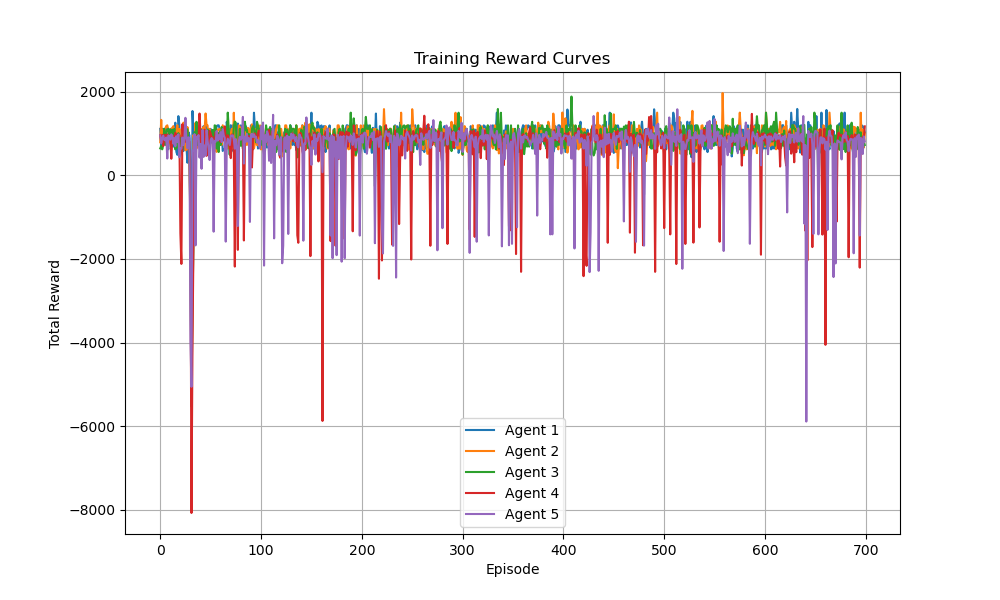 Training Reward Curves
Total Reward
2000
0
−2000
−4000
−6000
−8000
Agent 1
Agent 2
Agent 3
Agent 4
Agent 5
0 100 200 300 400 500 600 700
Episode